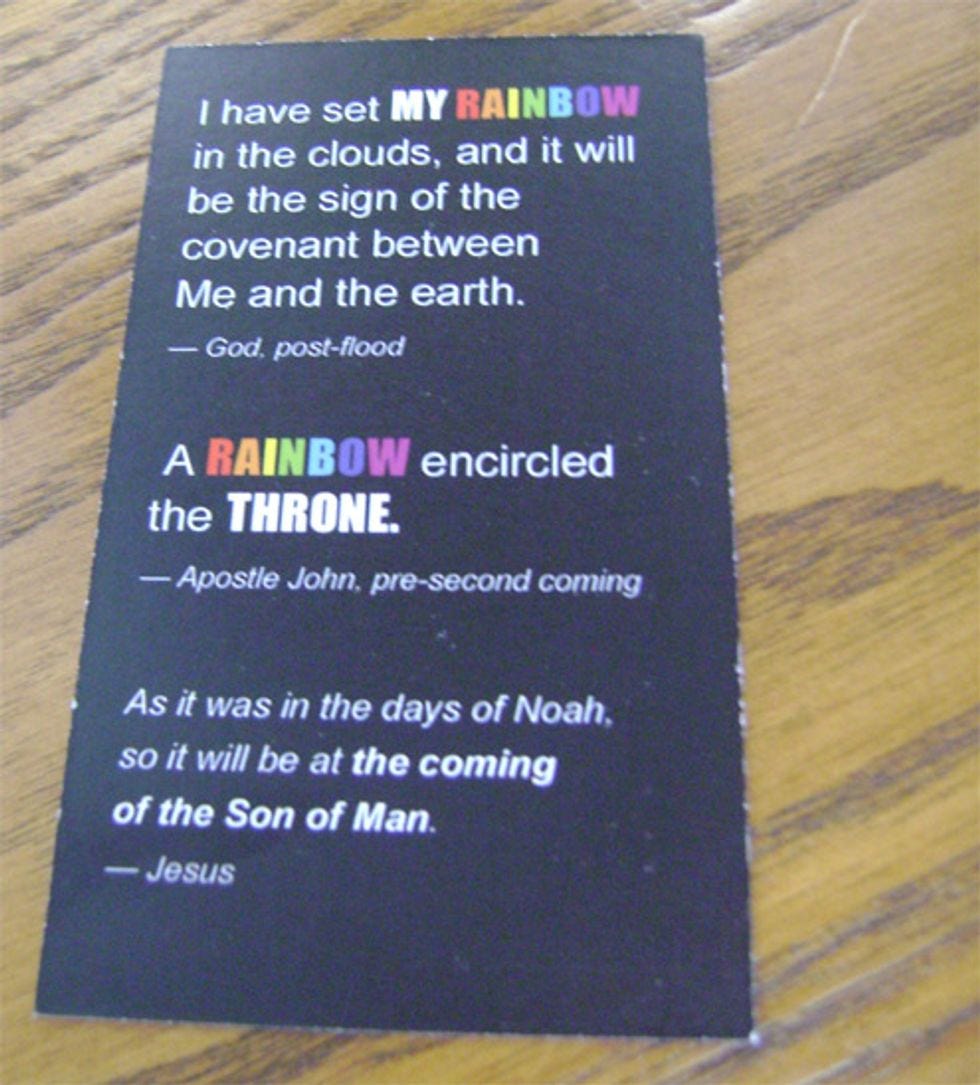 I have set MY RAINBOW
in the clouds, and it will
be the sign of the
covenant between
Me and the earth.
— God, post-flood
A RAINBOW encircled
the THRONE.
— Apostle John, pre-second coming
As it was in the days of Noah,
so it will be at the coming
of the Son of Man.
— Jesus